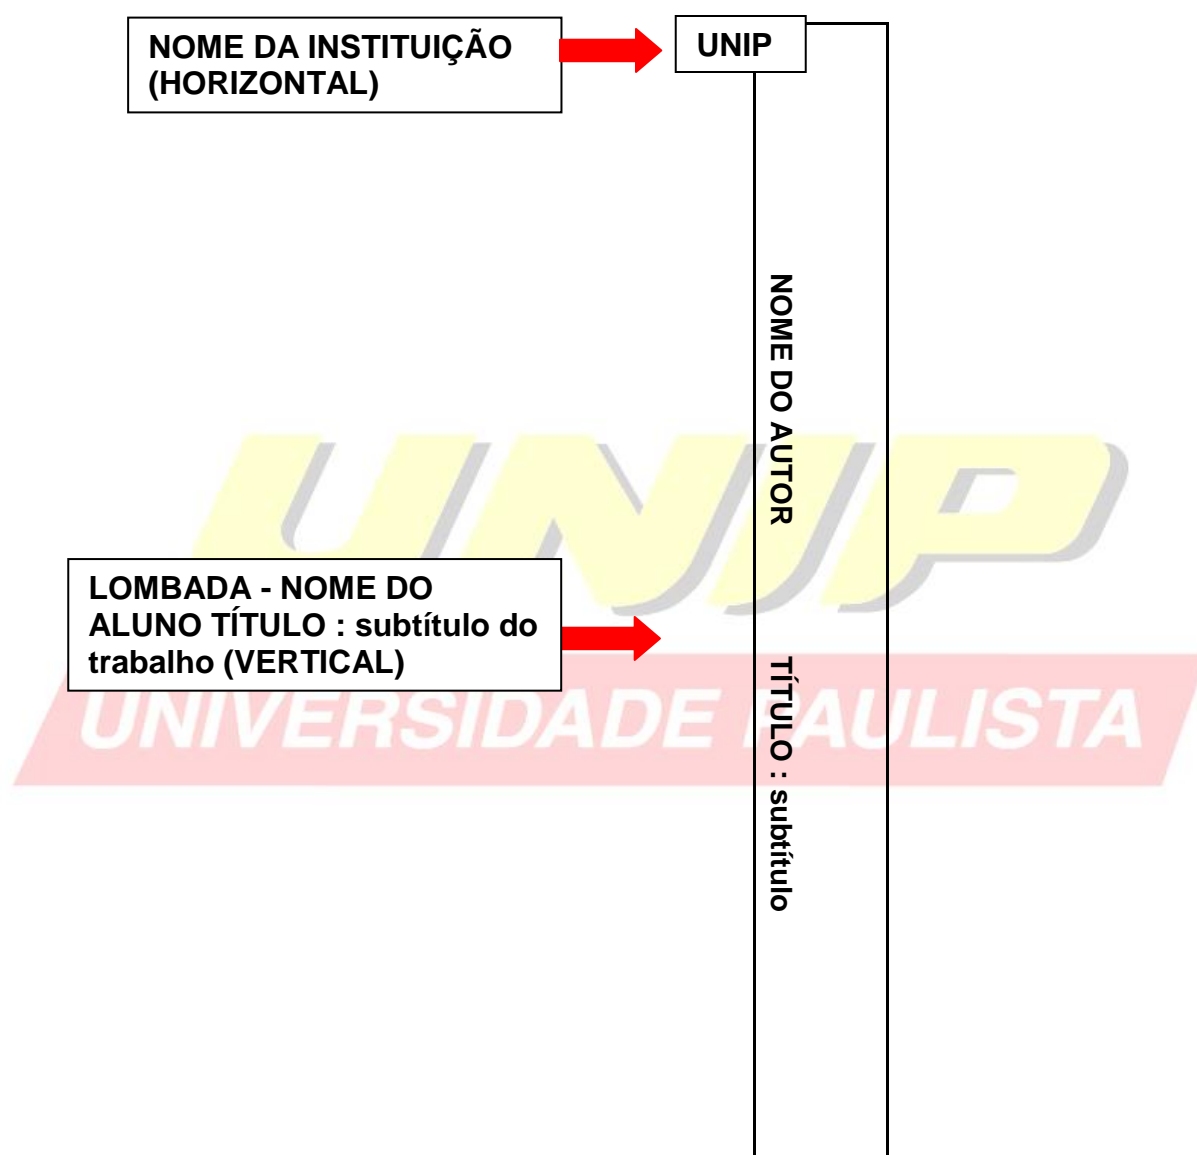 NOME DA INSTITUIÇÃO
(HORIZONTAL)
UNIP
NOME DO AUTOR
UNIP
LOMBADA - NOME DO
ALUNO TÍTULO : subtítulo do
trabalho (VERTICAL)
TÍTULO : subtítulo
UNIVERSIDADE PAULISTA